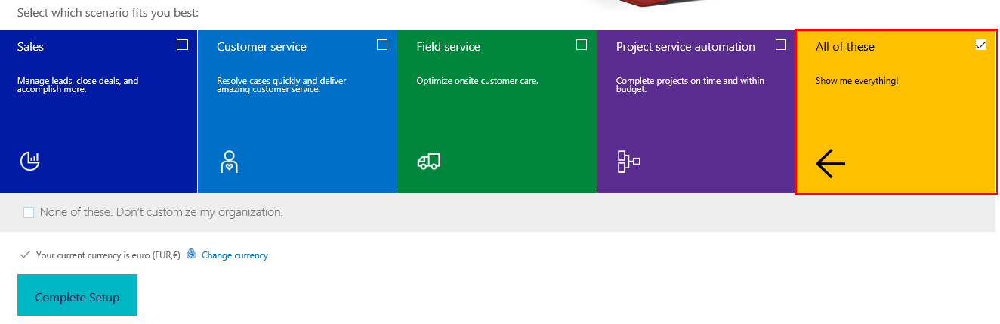 Select which scenario fits you best:
Sales
Manage leads, close deals, and
accomplish more.
Customer service
Resolve cases quickly and deliver
amazing customer service.
Field service
Optimize onsite customer care.
Project service automation
Complete projects on time and within
budget.
All of these
Show me everything!
None of these. Don't customize my organization.
Your current currency is euro (EUR,€) Change currency
Complete Setup